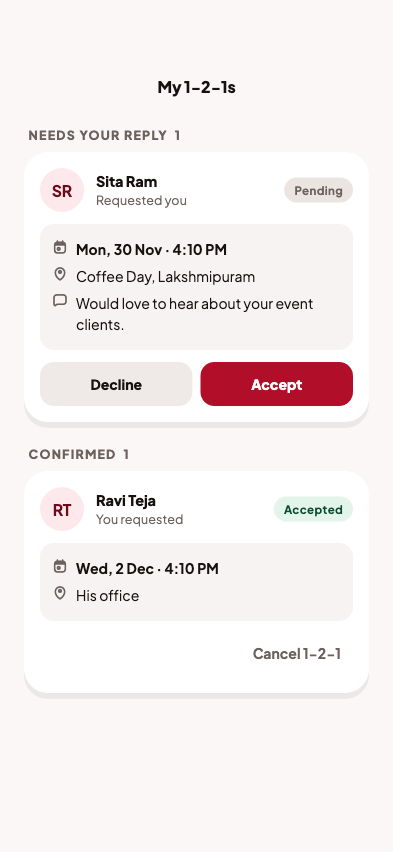 My 1-2-1s
NEEDS YOUR REPLY 1
SR
Sita Ram
Requested you
Pending
Mon, 30 Nov · 4:10 PM
Coffee Day, Lakshmipuram
Would love to hear about your event
clients.
Decline
Accept
CONFIRMED 1
RT
Ravi Teja
You requested
Accepted
Wed, 2 Dec · 4:10 PM
His office
Cancel 1-2-1